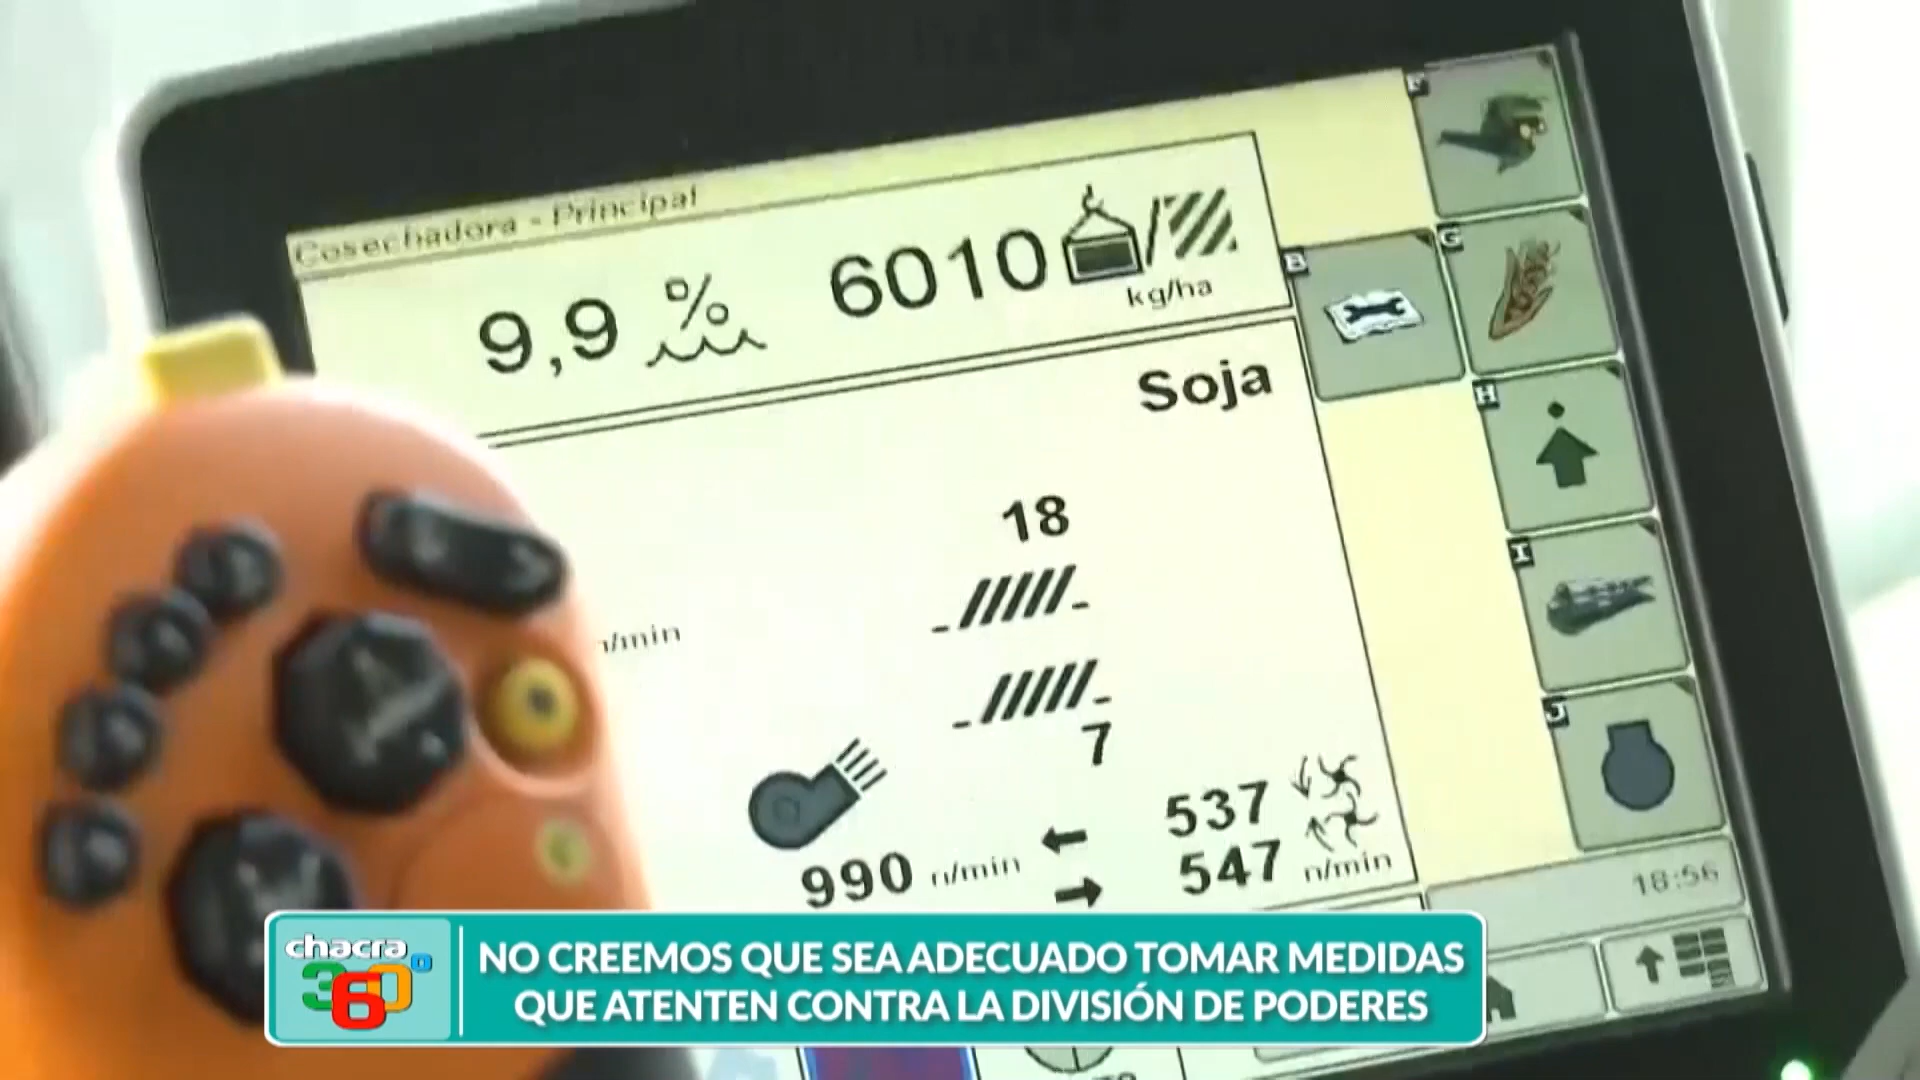 Cosechadora - Principal
9,9 %
6010
kg/ha
Soja
18
n/min
7
537
547
n/min
990 n/min
F
G
B
H
I
J
18:56
chacra
360°
NO CREEMOS QUE SEA ADECUADO TOMAR MEDIDAS
QUE ATENTEN CONTRA LA DIVISIÓN DE PODERES